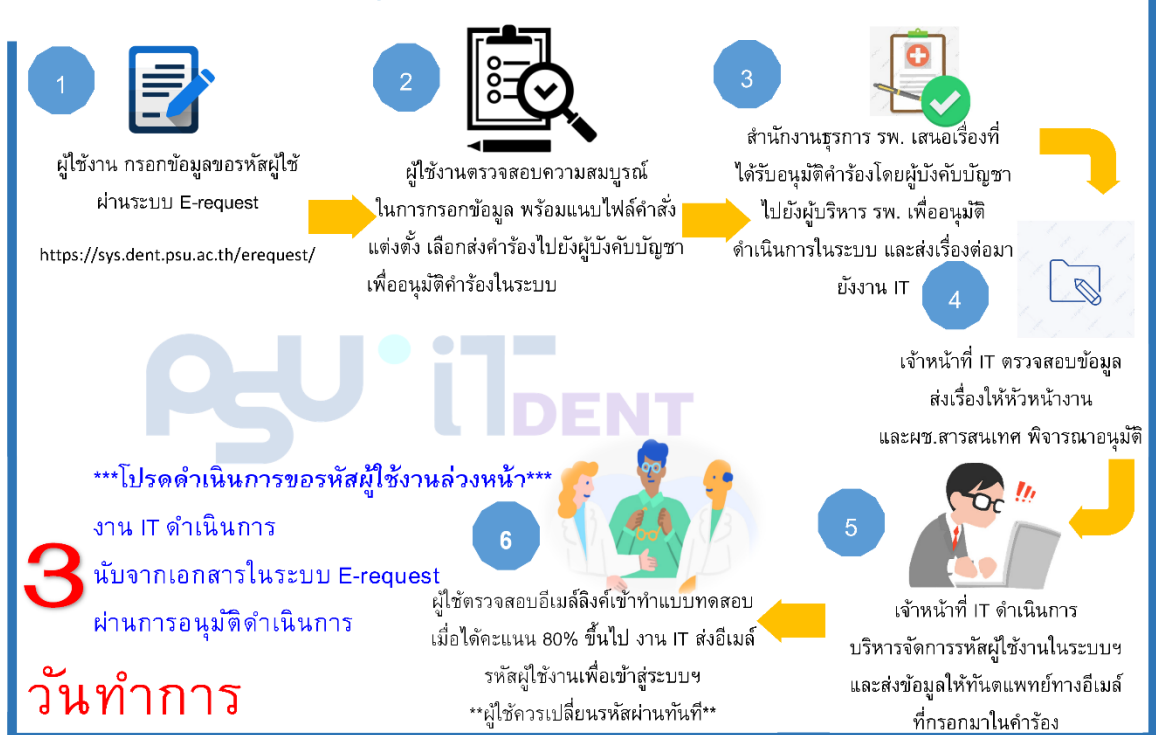 1
ผู้ใช้งาน กรอกข้อมูลขอรหัสผู้ใช้
ผ่านระบบ E-request
https://sys.dent.psu.ac.th/erequest/
2
ผู้ใช้งานตรวจสอบความสมบูรณ์
ในการกรอกข้อมูล พร้อมแนบไฟล์คำสั่ง
แต่งตั้ง เลือกส่งคำร้องไปยังผู้บังคับบัญชา
เพื่ออนุมัติคำร้องในระบบ
3
สำนักงานธุรการ รพ. เสนอเรื่องที่
ได้รับอนุมัติคำร้องโดยผู้บังคับบัญชา
ไปยังผู้บริหาร รพ. เพื่ออนุมัติ
ดำเนินการในระบบ และส่งเรื่องต่อมา
ยังงาน IT
4
เจ้าหน้าที่ IT ตรวจสอบข้อมูล
ส่งเรื่องให้หัวหน้างาน
และผช.สารสนเทศ พิจารณาอนุมัติ
PSU iT DENT
5
เจ้าหน้าที่ IT ดำเนินการ
บริหารจัดการรหัสผู้ใช้งานในระบบฯ
และส่งข้อมูลให้ทันตแพทย์ทางอีเมล์
ที่กรอกมาในคำร้อง
6
ผู้ใช้ตรวจสอบอีเมล์ลิงค์เข้าทำแบบทดสอบ
เมื่อได้คะแนน 80% ขึ้นไป งาน IT ส่งอีเมล์
รหัสผู้ใช้งานเพื่อเข้าสู่ระบบฯ
**ผู้ใช้ควรเปลี่ยนรหัสผ่านทันที**
***โปรดดำเนินการขอรหัสผู้ใช้งานล่วงหน้า***
งาน IT ดำเนินการ
3 นับจากเอกสารในระบบ E-request
ผ่านการอนุมัติดำเนินการ
วันทำการ
!!!